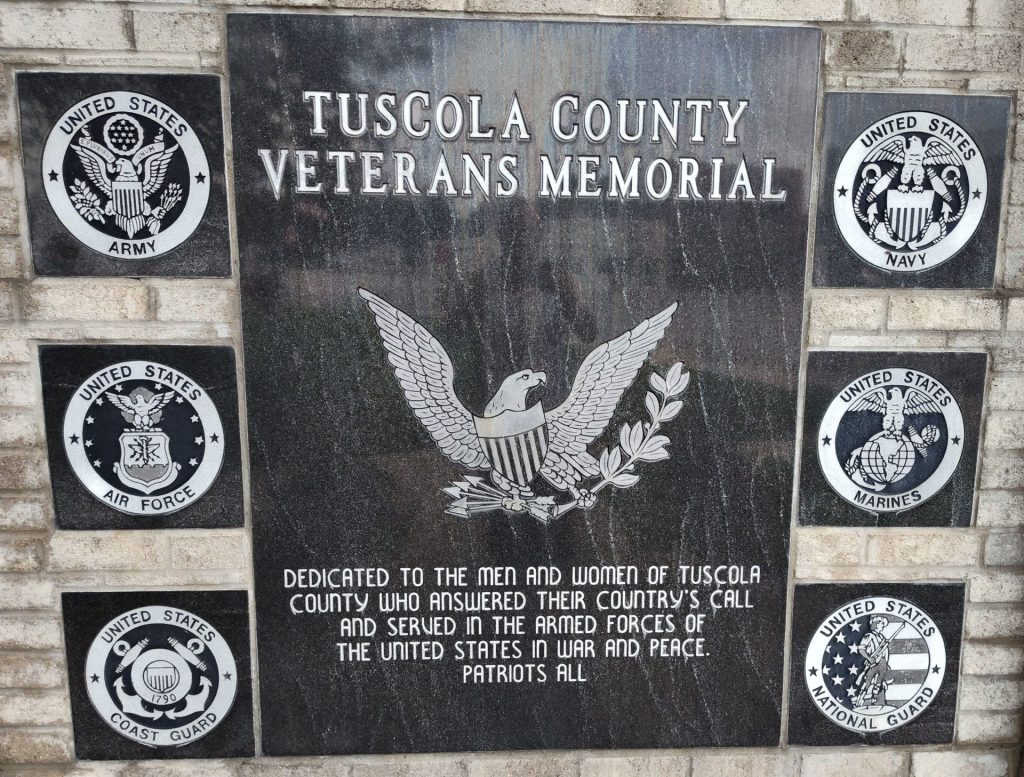 TUSCOLA COUNTY
VETERANS MEMORIAL
UNITED STATES
ARMY
UNITED STATES
NAVY
UNITED STATES
AIR FORCE
UNITED STATES
MARINES
UNITED STATES
1790
COAST GUARD
UNITED STATES
NATIONAL GUARD
DEDICATED TO THE MEN AND WOMEN OF TUSCOLA
COUNTY WHO ANSWERED THEIR COUNTRY'S CALL
AND SERVED IN THE ARMED FORCES OF
THE UNITED STATES IN WAR AND PEACE.
PATRIOTS ALL